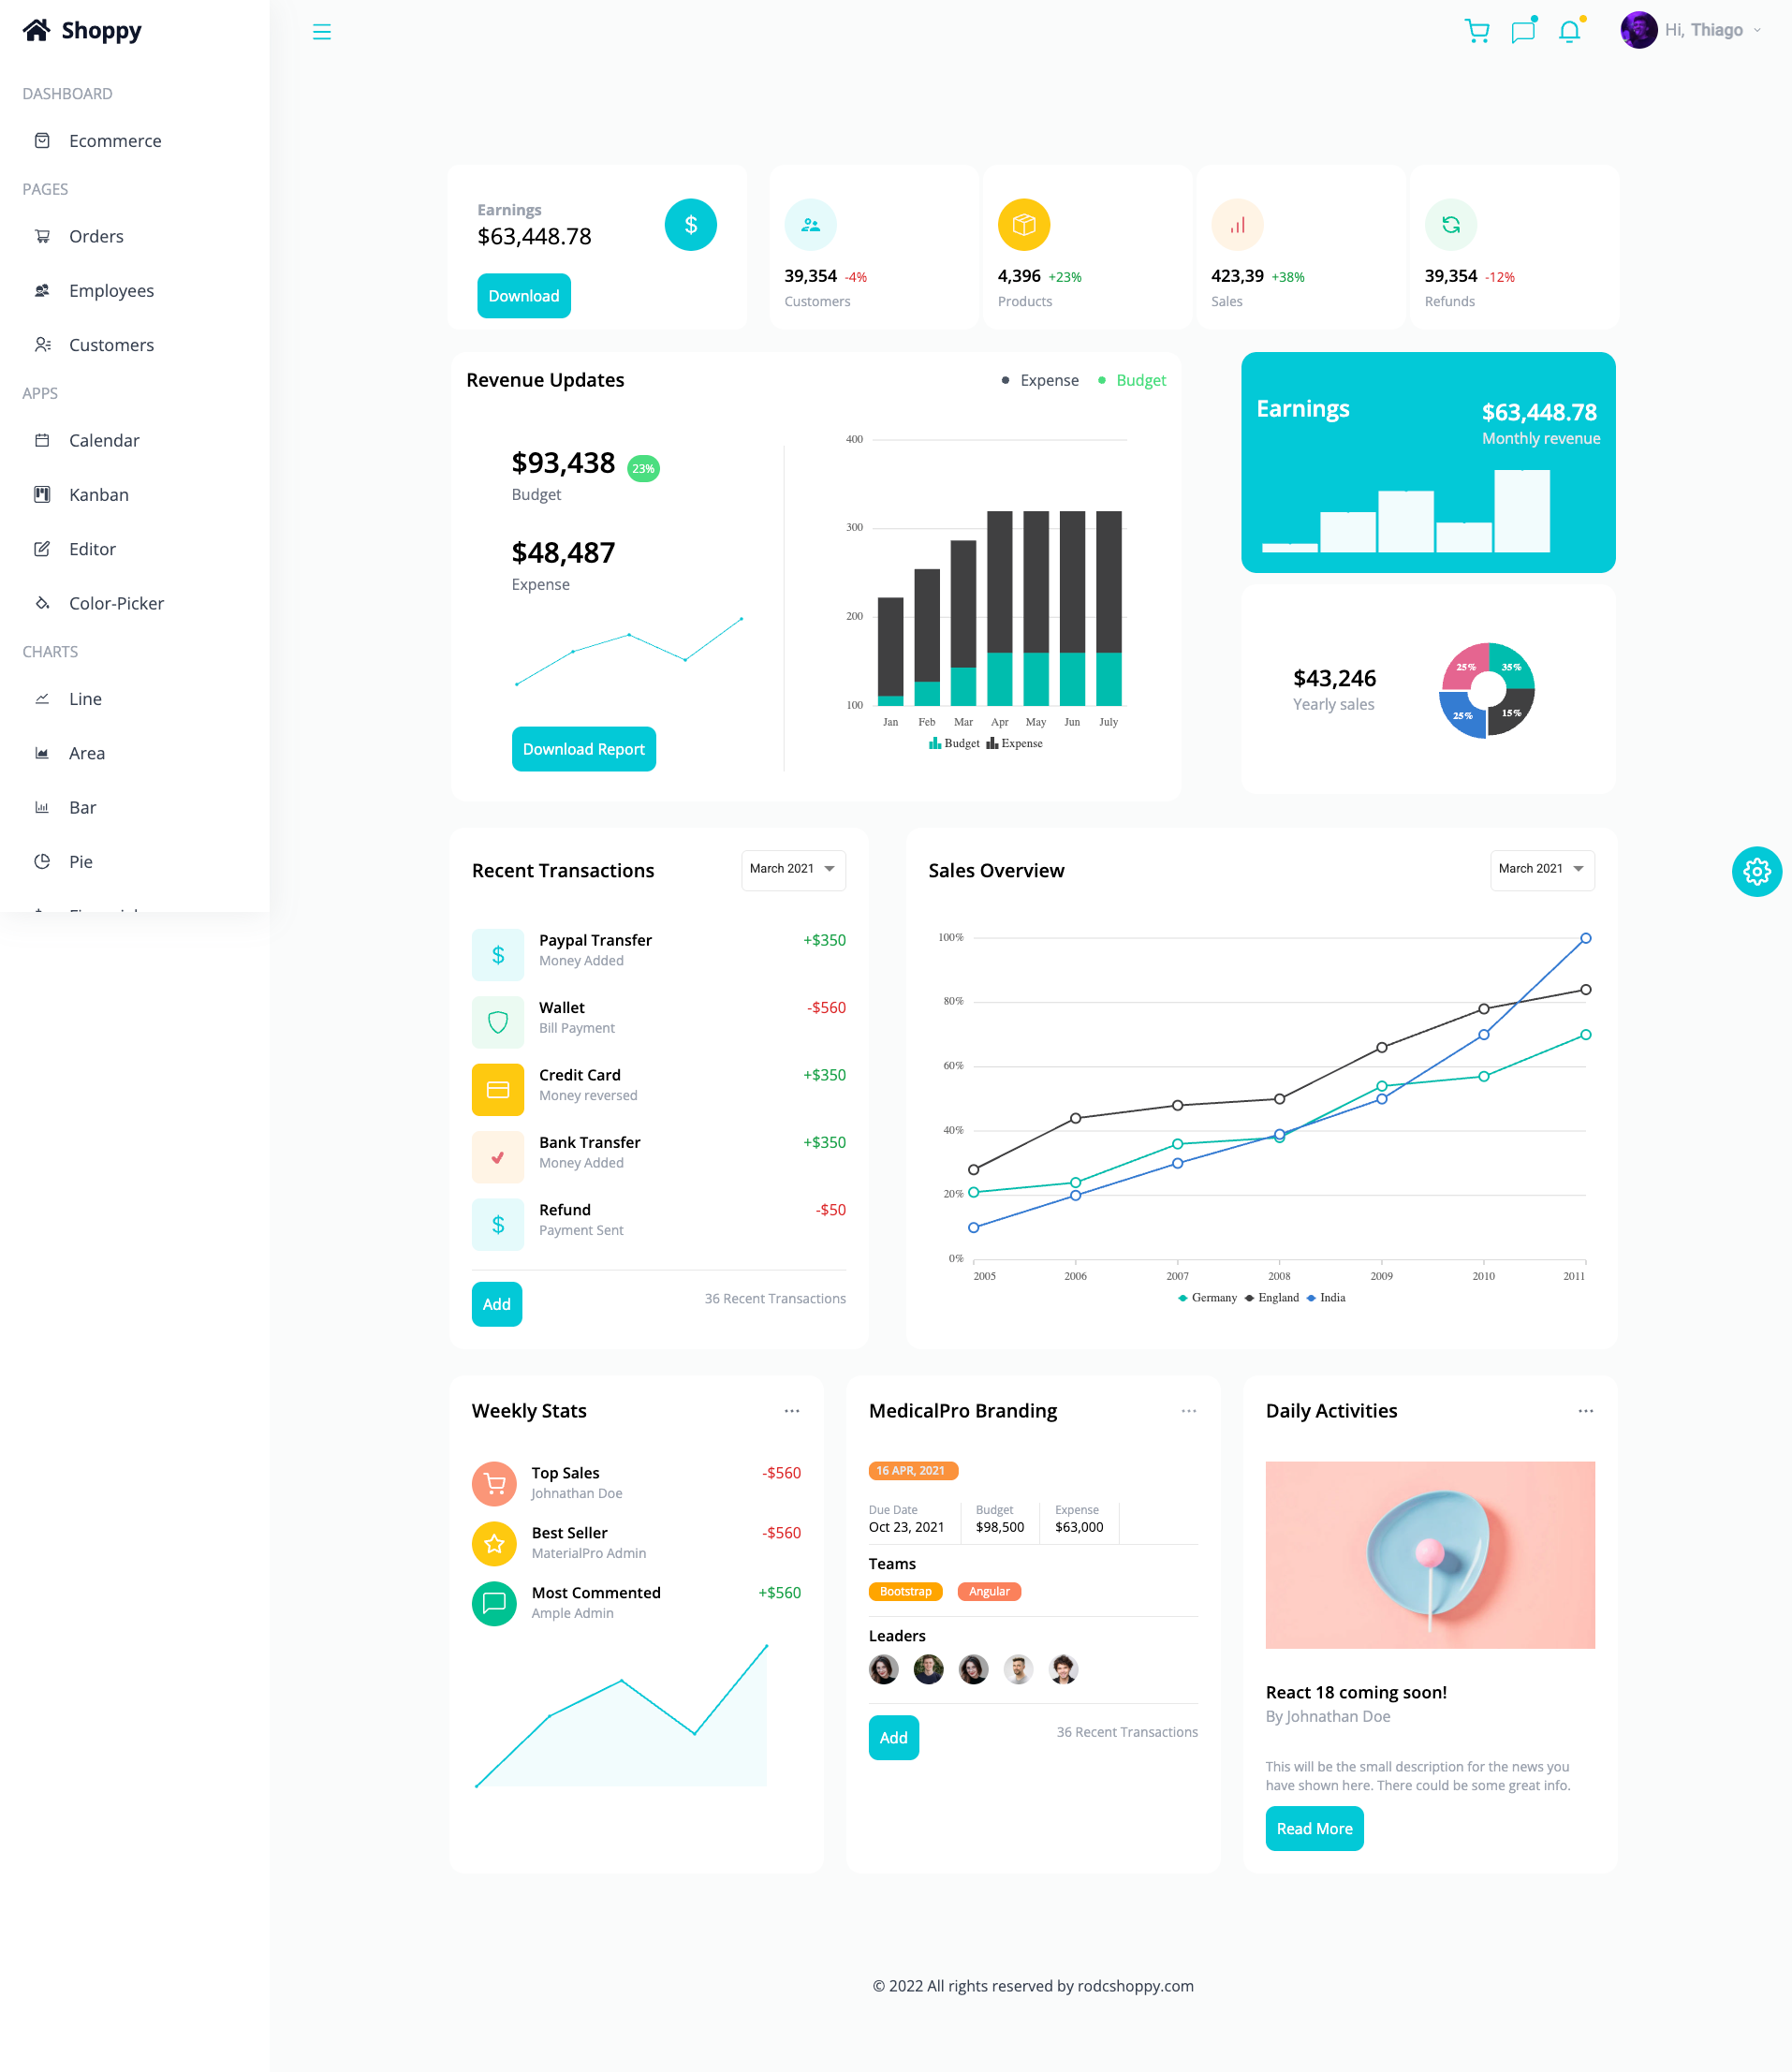 Shoppy
Hi, Thiago
DASHBOARD
Ecommerce
PAGES
Orders
Employees
Customers
APPS
Calendar
Kanban
Editor
Color-Picker
CHARTS
Line
Area
Bar
Pie
Earnings
$63,448.78
Download
39,354 -4%
Customers
4,396 +23%
Products
423,39 +38%
Sales
39,354 -12%
Refunds
Revenue Updates
Expense
Budget
$93,438 23%
Budget
$48,487
Expense
Download Report
400
300
200
100
Jan Feb Mar Apr May Jun July
Budget Expense
Earnings
$63,448.78
Monthly revenue
$43,246
Yearly sales
25% 35%
25% 15%
Recent Transactions
March 2021
Paypal Transfer +$350
Money Added
Wallet -$560
Bill Payment
Credit Card +$350
Money reversed
Bank Transfer +$350
Money Added
Refund -$50
Payment Sent
Add
36 Recent Transactions
Sales Overview
March 2021
100%
80%
60%
40%
20%
0%
2005 2006 2007 2008 2009 2010 2011
Germany England India
Weekly Stats
Top Sales -$560
Johnathan Doe
Best Seller -$560
MaterialPro Admin
Most Commented +$560
Ample Admin
MedicalPro Branding
16 APR, 2021
Due Date Budget Expense
Oct 23, 2021 $98,500 $63,000
Teams
Bootstrap Angular
Leaders
Add
36 Recent Transactions
Daily Activities
React 18 coming soon!
By Johnathan Doe
This will be the small description for the news you
have shown here. There could be some great info.
Read More
© 2022 All rights reserved by rodcshoppy.com